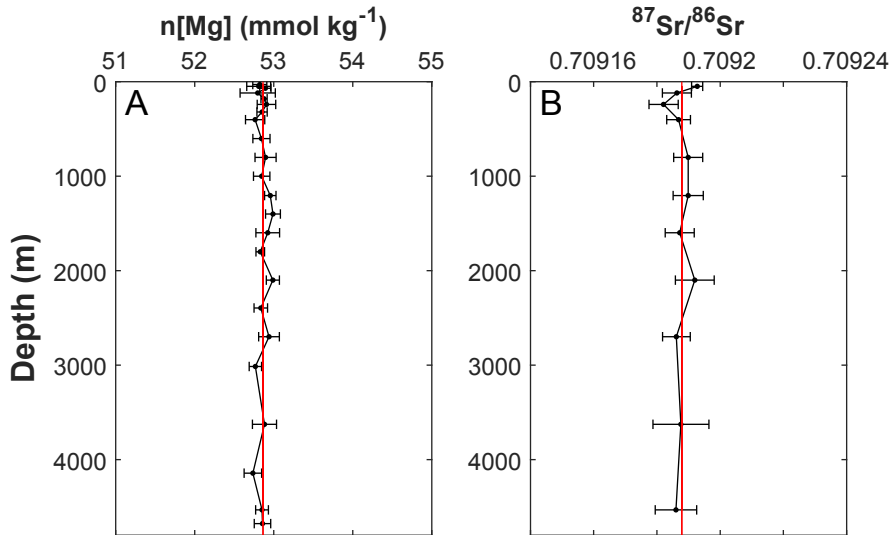 n[Mg] (mmol kg⁻¹)
51 52 53 54 55
⁸⁷Sr/⁸⁶Sr
0.70916 0.7092 0.70924
A
B
Depth (m)
0
1000
2000
3000
4000
0
1000
2000
3000
4000